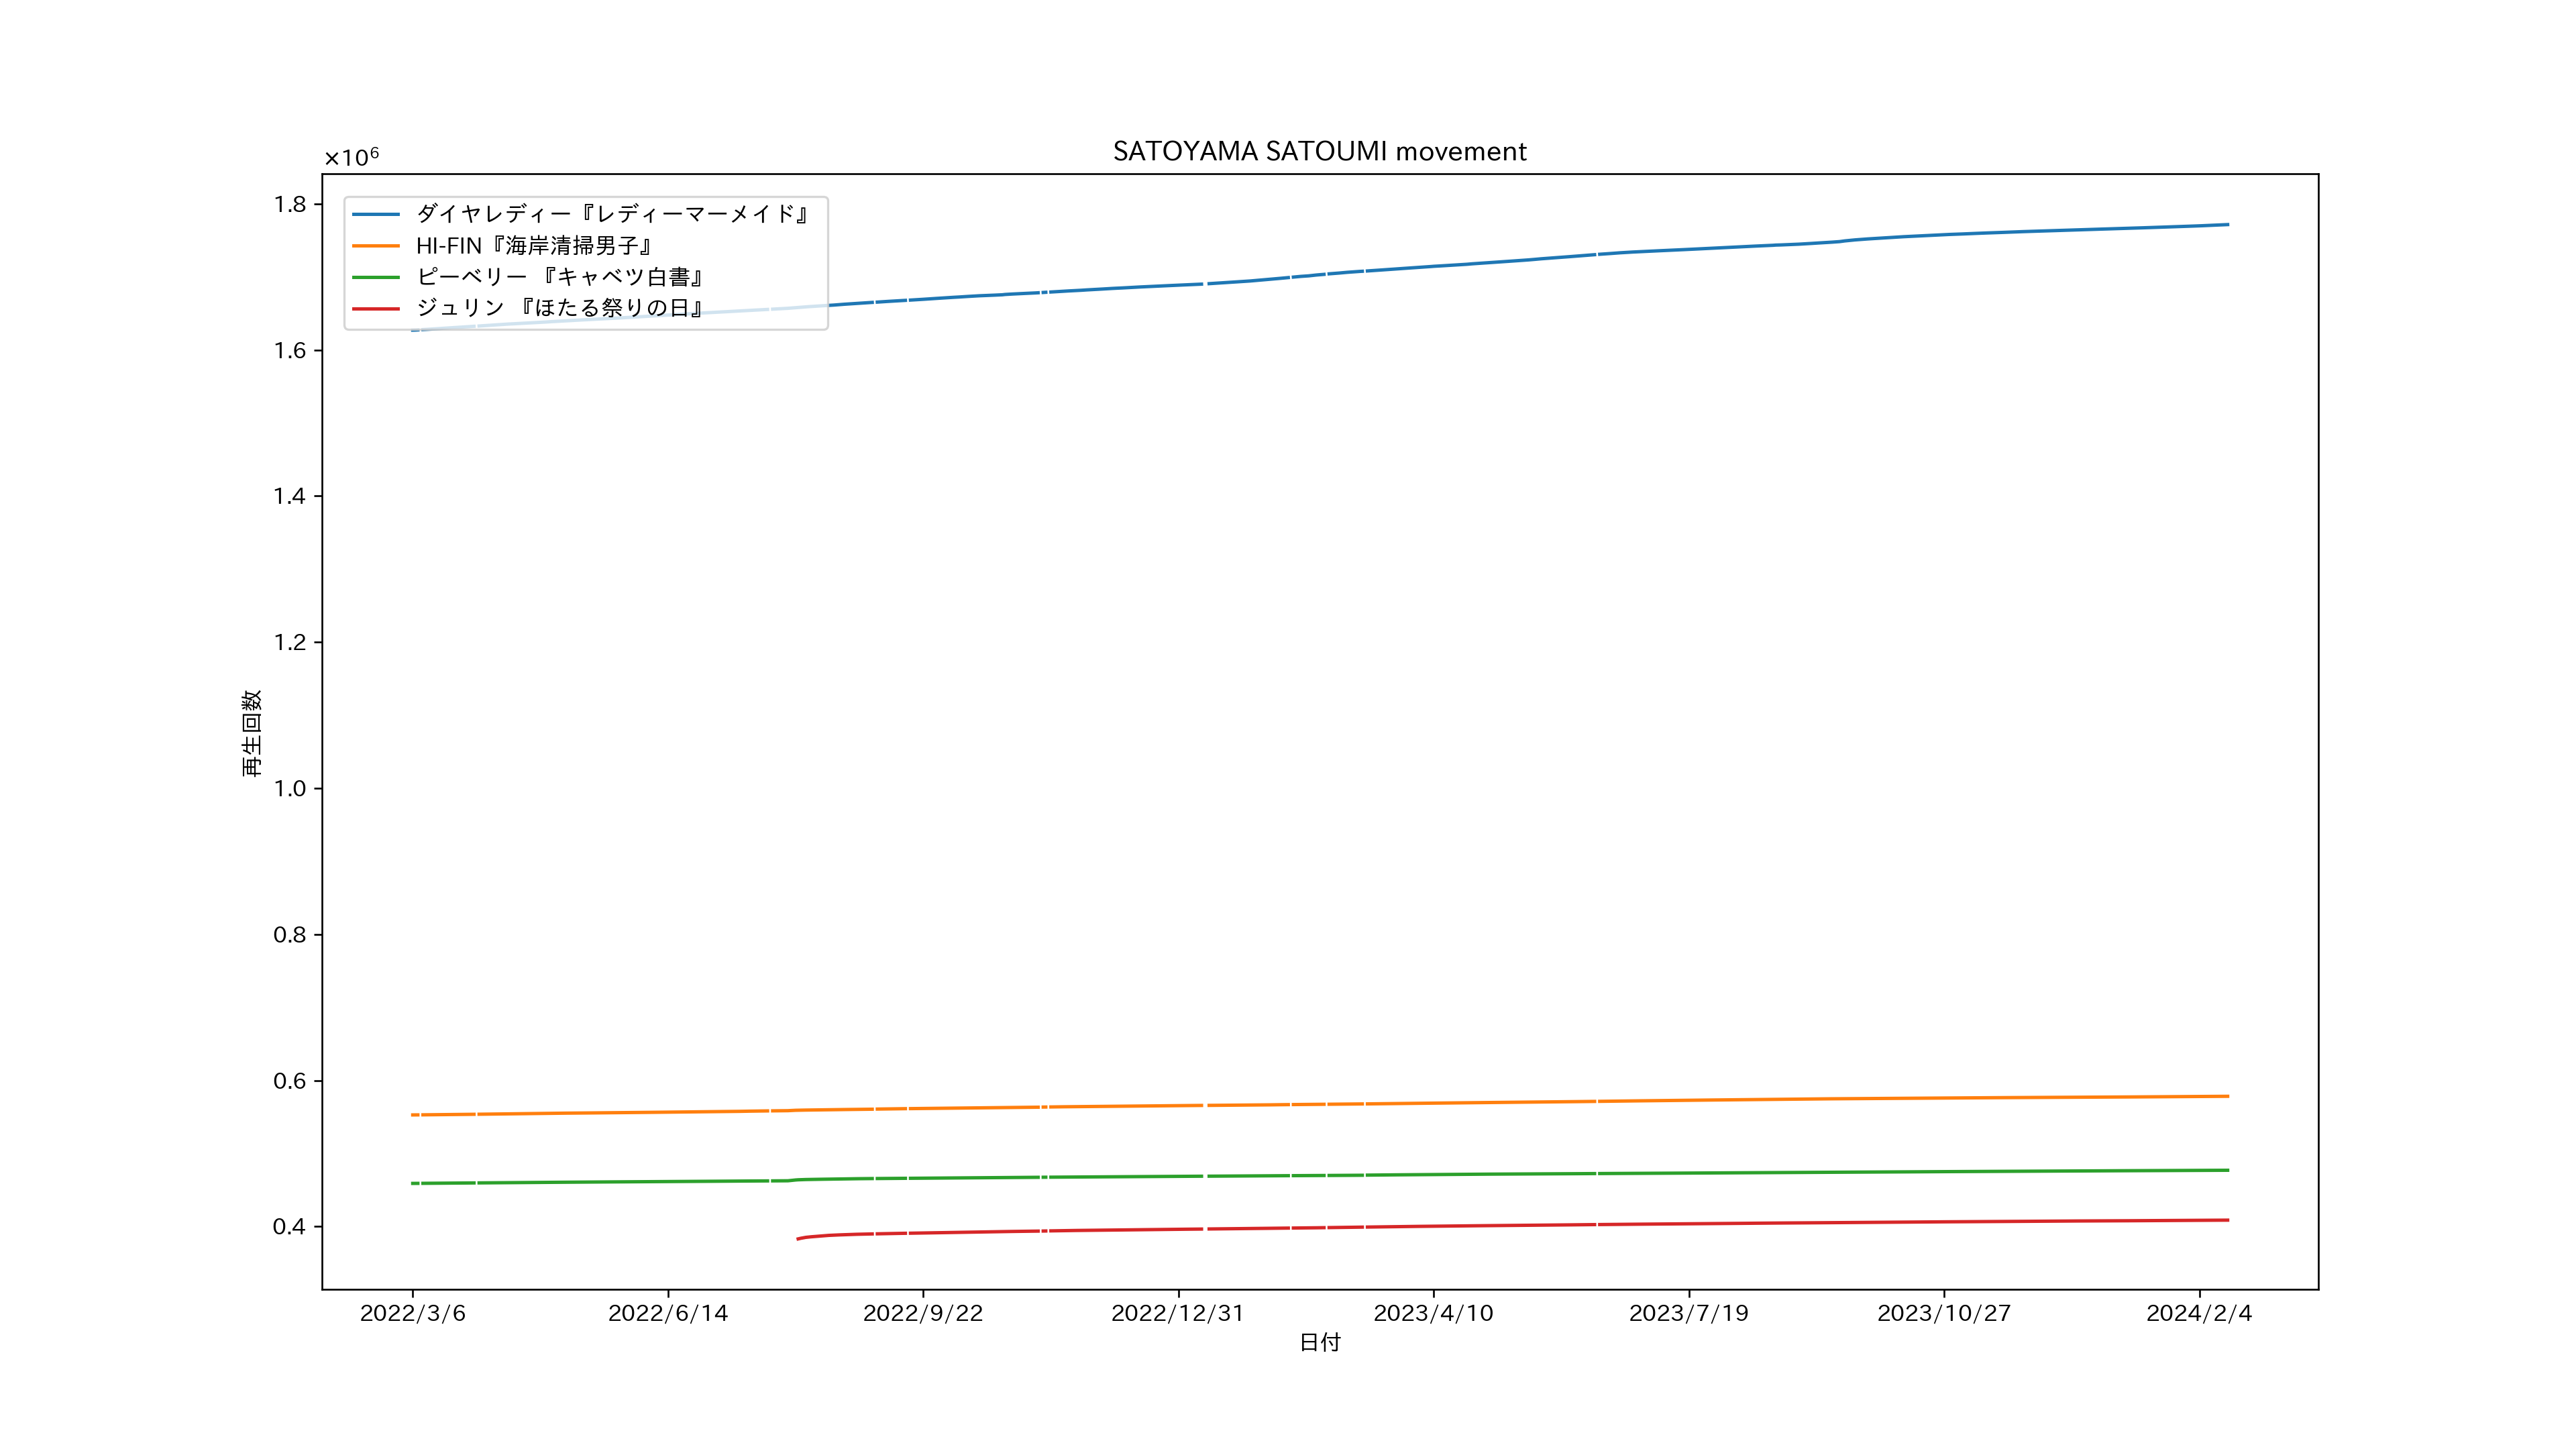 SATOYAMA SATOUMI movement
×10⁶
1.8
1.6
1.4
1.2
1.0
0.8
0.6
0.4
再生回数
ダイヤレディー『レディーマーメイド』
HI-FIN『海岸清掃男子』
ピーベリー 『キャベツ白書』
ジュリン 『ほたる祭りの日』
2022/3/6 2022/6/14 2022/9/22 2022/12/31 2023/4/10 2023/7/19 2023/10/27 2024/2/4
日付